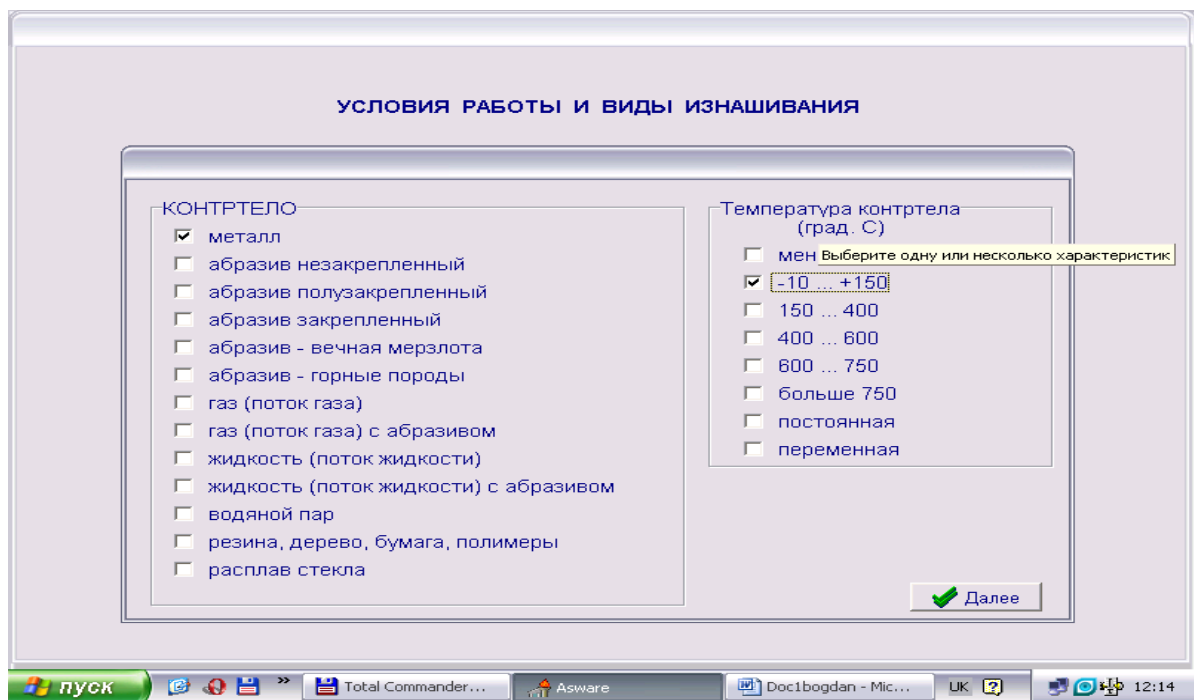 УСЛОВИЯ РАБОТЫ И ВИДЫ ИЗНАШИВАНИЯ
КОНТРТЕЛО
металл
абразив незакрепленный
абразив полузакрепленный
абразив закрепленный
абразив - вечная мерзлота
абразив - горные породы
газ (поток газа)
газ (поток газа) с абразивом
жидкость (поток жидкости)
жидкость (поток жидкости) с абразивом
водяной пар
резина, дерево, бумага, полимеры
расплав стекла
Температура контртела
(град. С)
мен
Выберите одну или несколько характеристик
-10 ... +150
150 ... 400
400 ... 600
600 ... 750
больше 750
постоянная
переменная
Далее
пуск » Total Commander... Asware Doc1bogdan - Mic... UK 12:14